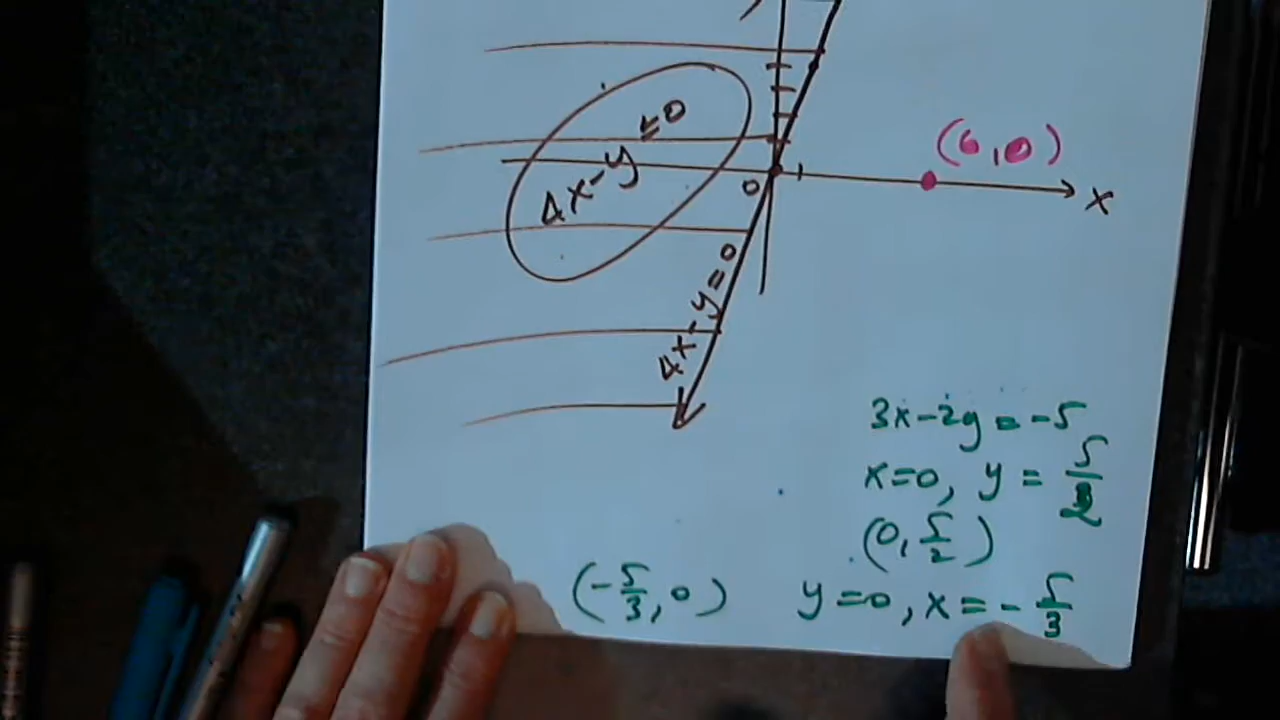 (6,0)
4x-y≤0
0
x
4x-y=0
3x-2y=-5
x=0, y=5/2
(0,5/2)
(-5/3,0)
y=0, x=-5/3